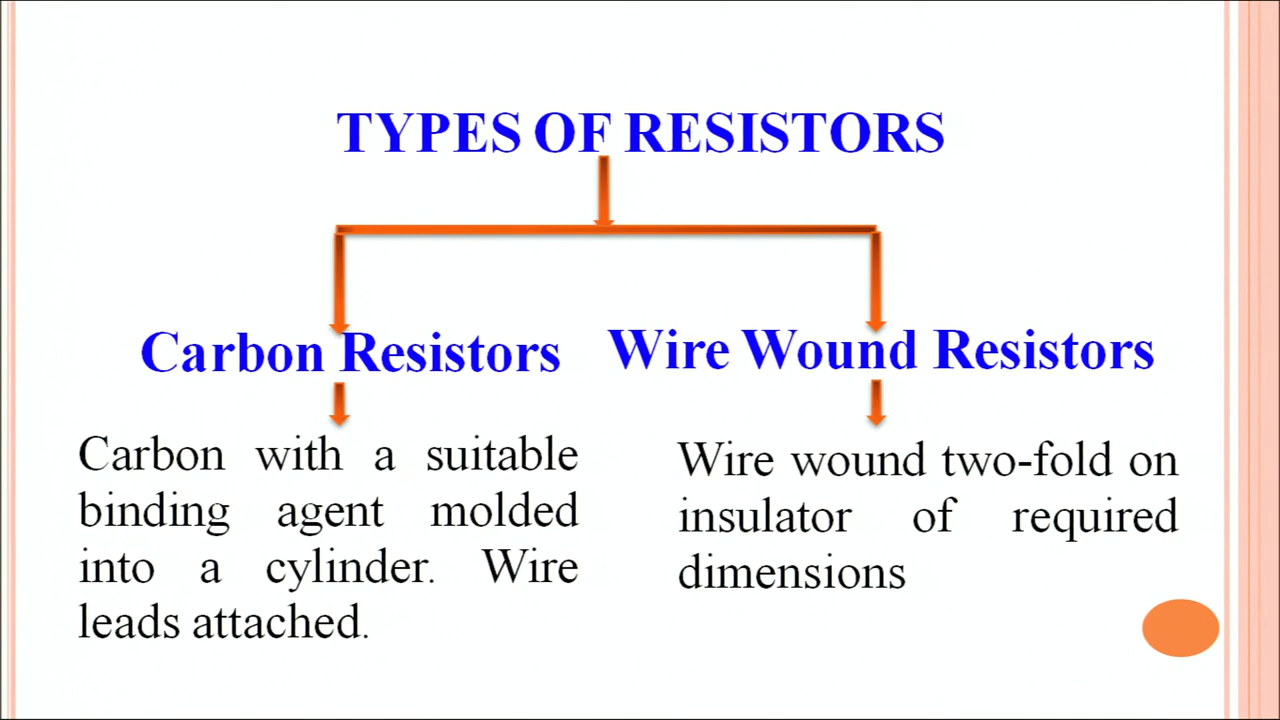 TYPES OF RESISTORS
Carbon Resistors
Carbon with a suitable
binding agent molded
into a cylinder. Wire
leads attached.
Wire Wound Resistors
Wire wound two-fold on
insulator of required
dimensions